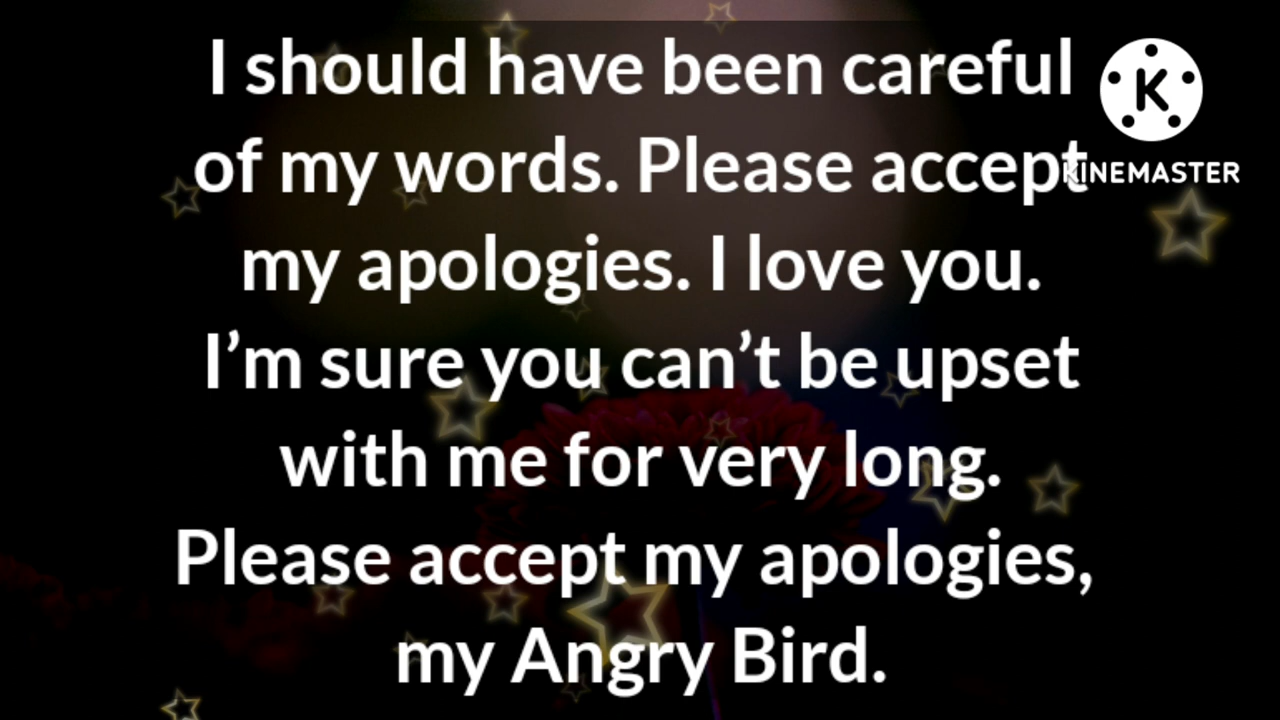 I should have been careful
of my words. Please accept
my apologies. I love you.
I’m sure you can’t be upset
with me for very long.
Please accept my apologies,
my Angry Bird.
K
KINEMASTER